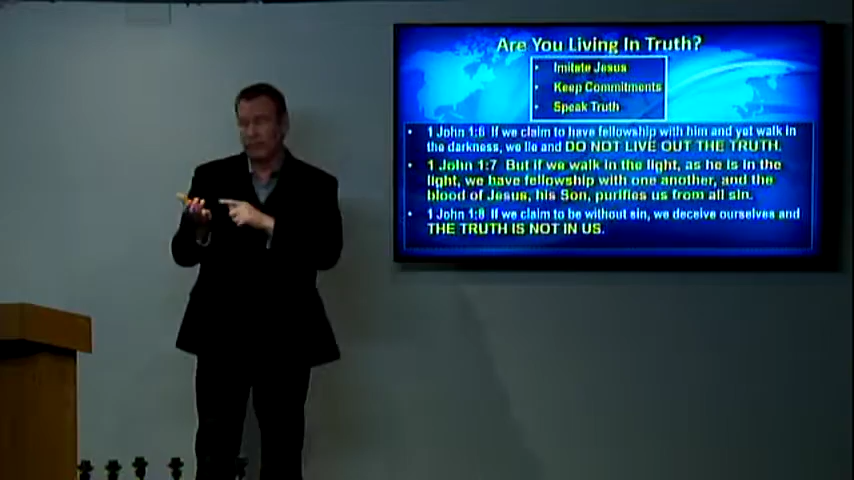 Are You Living In Truth?
• Imitate Jesus
• Keep Commitments
• Speak Truth
• 1 John 1:6 If we claim to have fellowship with him and yet walk in
the darkness, we lie and DO NOT LIVE OUT THE TRUTH.
• 1 John 1:7 But if we walk in the light, as he is in the
light, we have fellowship with one another, and the
blood of Jesus, his Son, purifies us from all sin.
• 1 John 1:8 If we claim to be without sin, we deceive ourselves and
THE TRUTH IS NOT IN US.